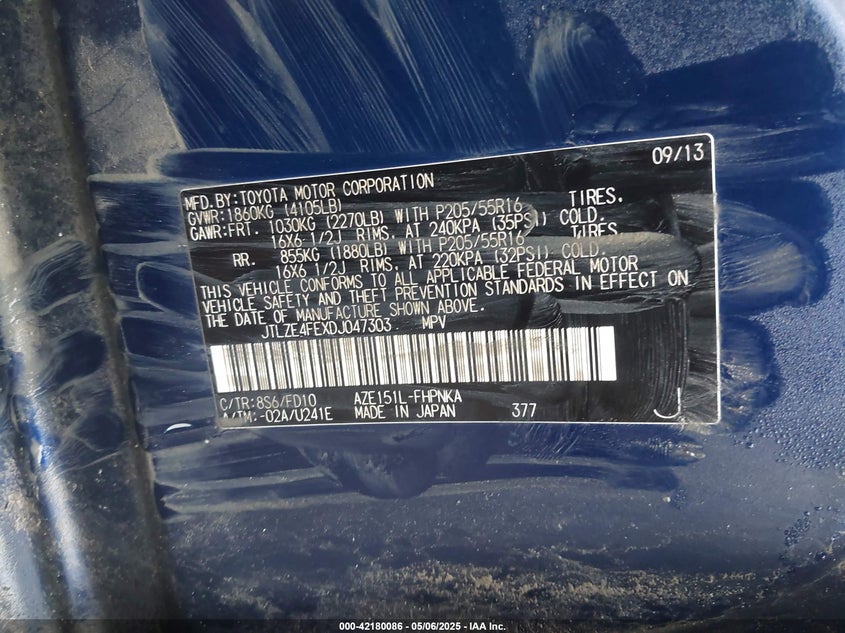 09/13
MFD. BY: TOYOTA MOTOR CORPORATION
GVWR: 1860KG (4105LB)
GAWR: FRT. 1030KG (2270LB) WITH P205/55R16 TIRES,
16X6 1/2J RIMS, AT 240KPA (35PSI) COLD.
RR. 855KG (1880LB) WITH P205/55R16 TIRES
16X6 1/2J RIMS, AT 220KPA (32PSI) COLD.
THIS VEHICLE CONFORMS TO ALL APPLICABLE FEDERAL MOTOR
VEHICLE SAFETY AND THEFT PREVENTION STANDARDS IN EFFECT ON
THE DATE OF MANUFACTURE SHOWN ABOVE.
JTLZE4FEXDJ047303 MPV
C/TR: 8S6/FD10 AZE151L-FHPNKA
A/TM: -02A/U241E MADE IN JAPAN 377 J
000-42180086 - 05/06/2025 - IAA Inc.